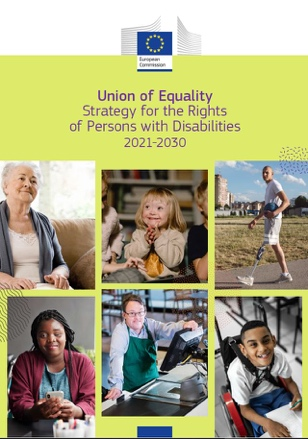 European
Commission
Union of Equality
Strategy for the Rights
of Persons with Disabilities
2021-2030